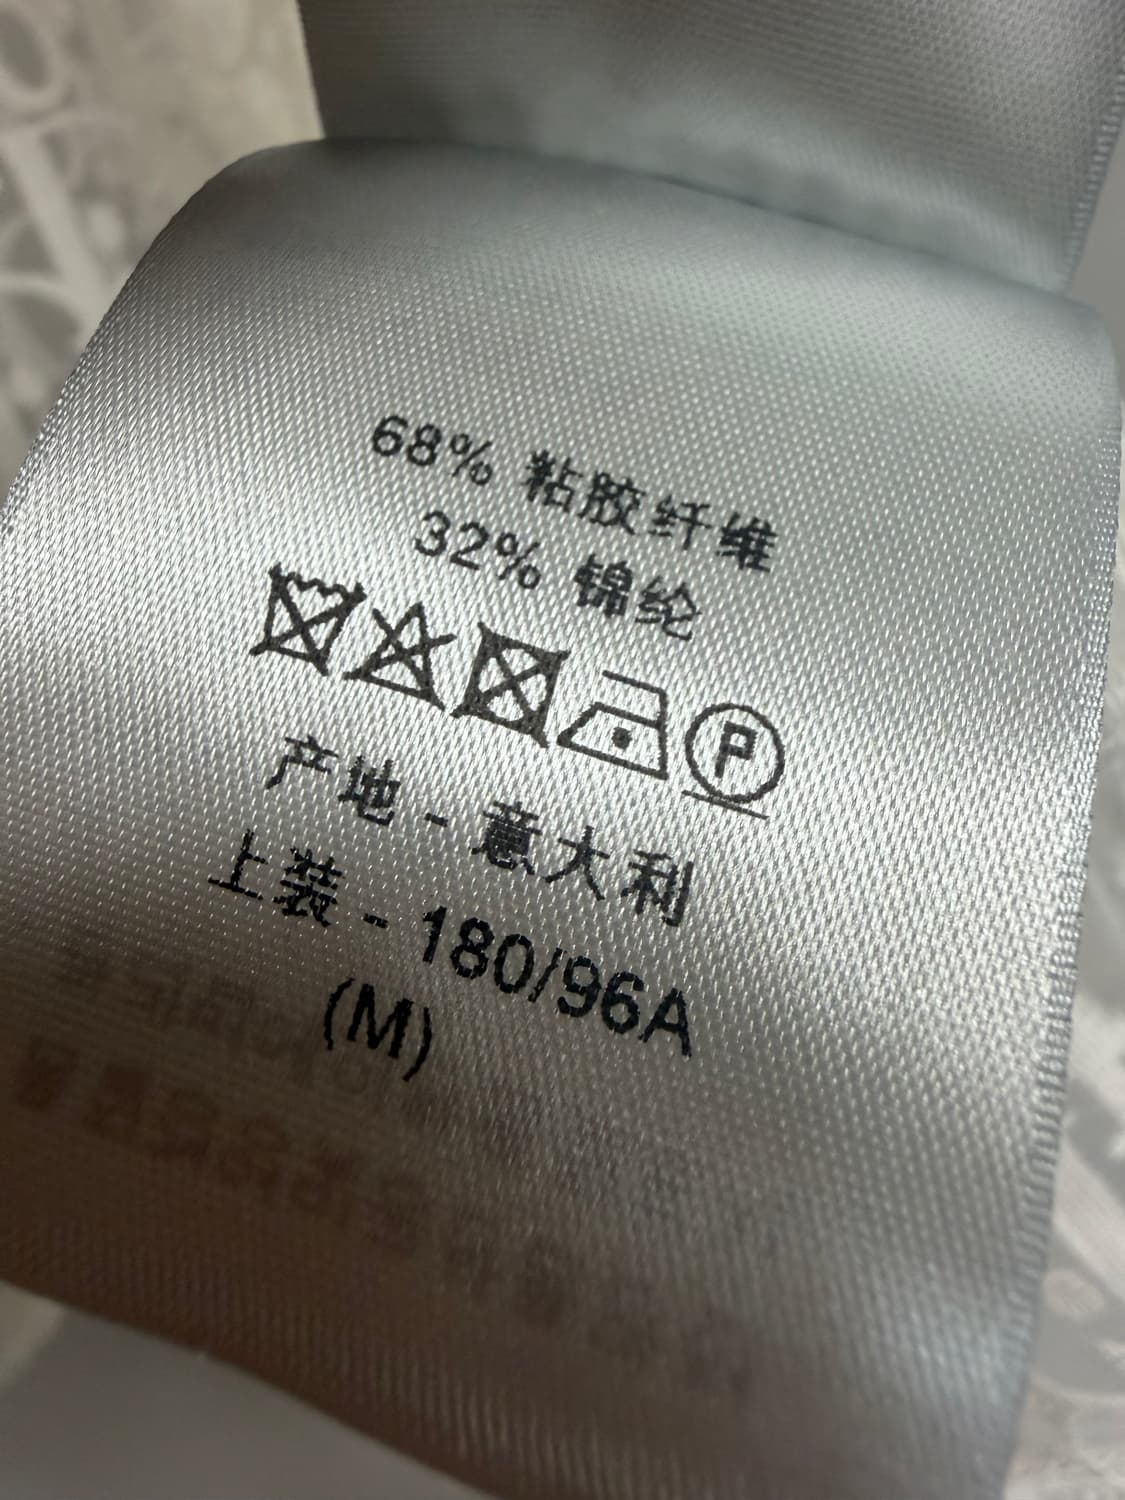 68% 粘胶纤维
32% 锦纶
P
产地 - 意大利
上装 - 180/96A
(M)